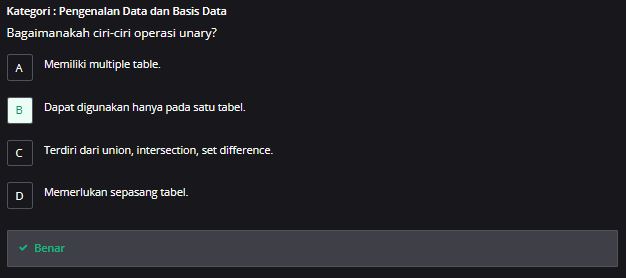 Kategori : Pengenalan Data dan Basis Data
Bagaimanakah ciri-ciri operasi unary?
A Memiliki multiple table.
B Dapat digunakan hanya pada satu tabel.
C Terdiri dari union, intersection, set difference.
D Memerlukan sepasang tabel.
✔ Benar